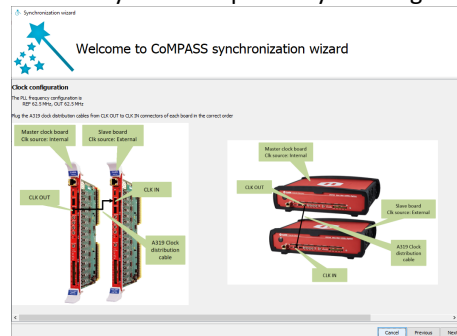 Synchronization wizard
Welcome to CoMPASS synchronization wizard
Clock configuration
The PLL frequency configuration is
REF 62.5 MHz, OUT 62.5 MHz
Plug the A319 clock distribution cables from CLK OUT to CLK IN connectors of each board in the correct order
Master clock board
Clk source: Internal
Slave board
Clk source: External
CLK OUT
CLK IN
A319 Clock
distribution
cable
Master clock board
Clk source: Internal
CLK OUT
Slave board
Clk source: External
A319 Clock
distribution
cable
CLK IN
Cancel
Previous
Next